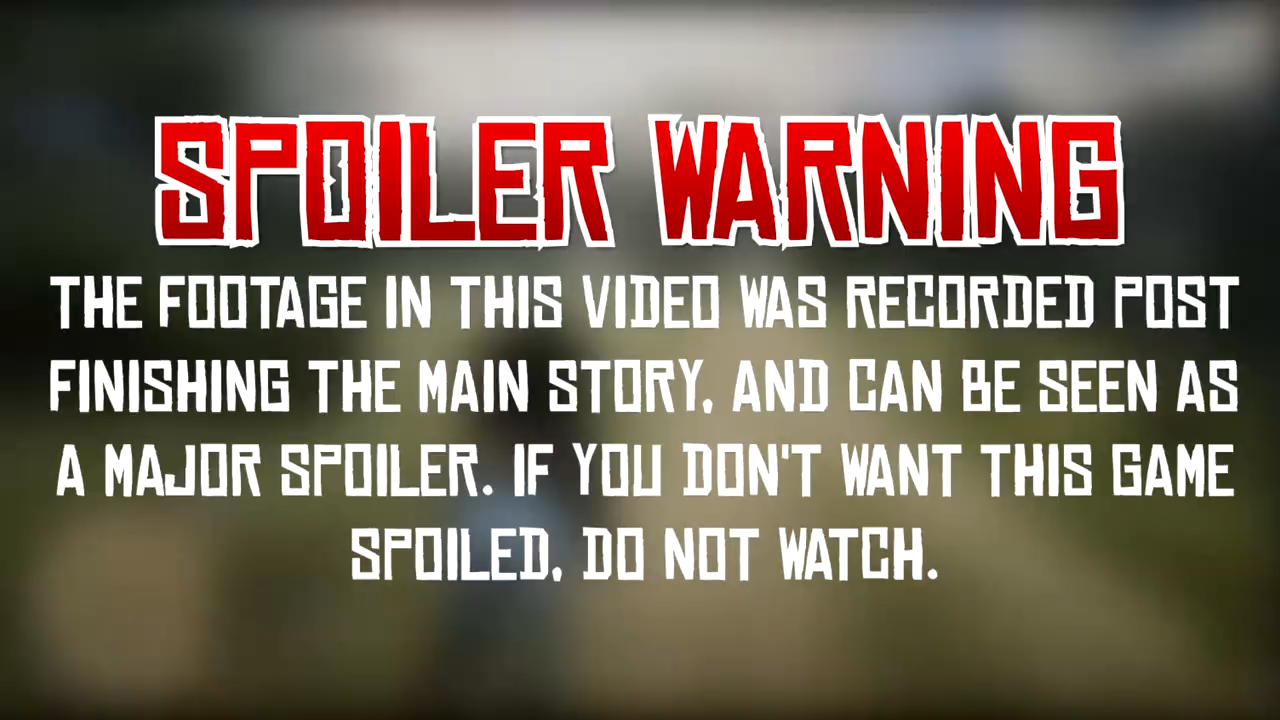 SPOILER WARNING
THE FOOTAGE IN THIS VIDEO WAS RECORDED POST
FINISHING THE MAIN STORY, AND CAN BE SEEN AS
A MAJOR SPOILER. IF YOU DON'T WANT THIS GAME
SPOILED, DO NOT WATCH.